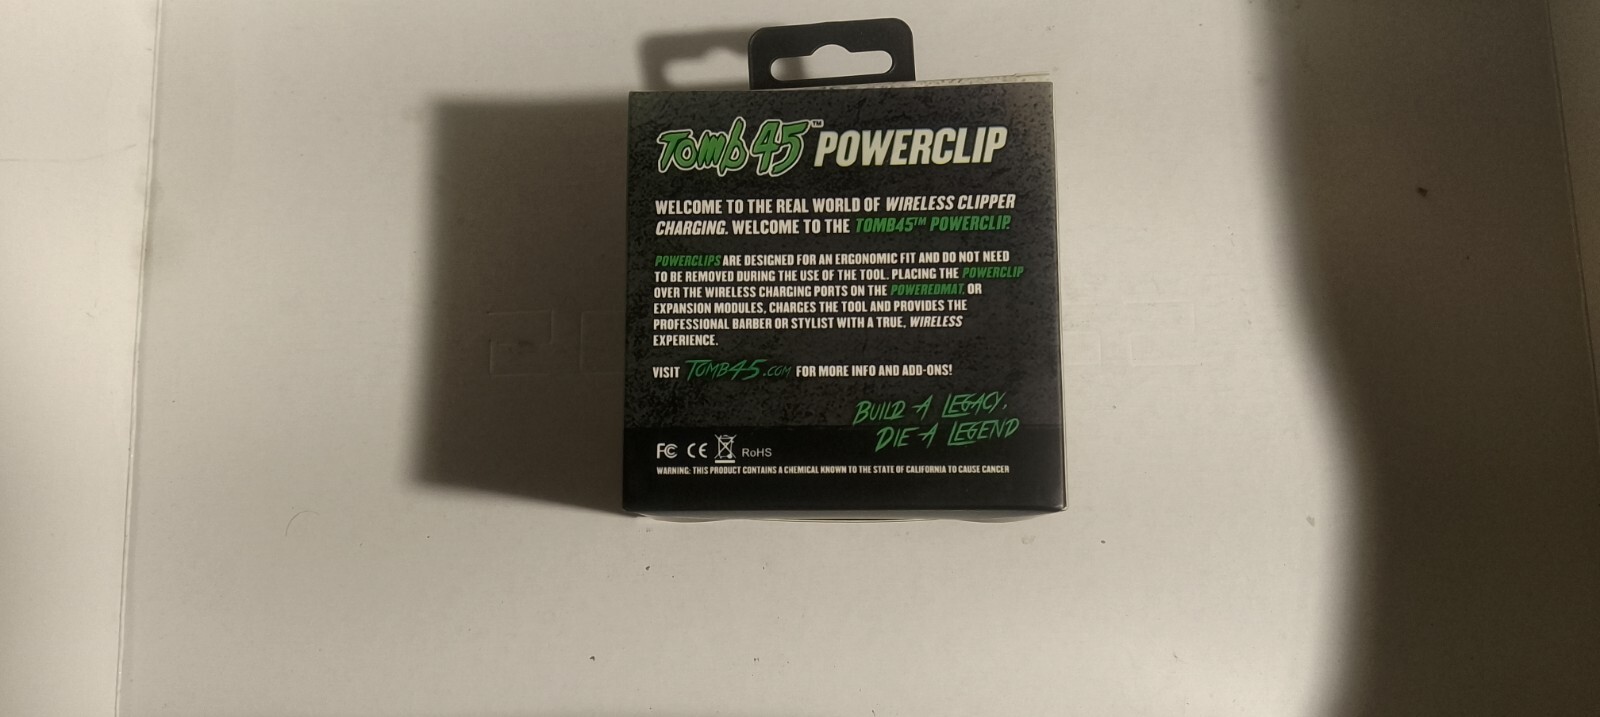 Tomb 45™ POWERCLIP
WELCOME TO THE REAL WORLD OF WIRELESS CLIPPER
CHARGING. WELCOME TO THE TOMB45™ POWERCLIP.
POWERCLIPS ARE DESIGNED FOR AN ERGONOMIC FIT AND DO NOT NEED
TO BE REMOVED DURING THE USE OF THE TOOL. PLACING THE POWERCLIP
OVER THE WIRELESS CHARGING PORTS ON THE POWEREDMAT, OR
EXPANSION MODULES, CHARGES THE TOOL AND PROVIDES THE
PROFESSIONAL BARBER OR STYLIST WITH A TRUE, WIRELESS
EXPERIENCE.
VISIT TOMB45.COM FOR MORE INFO AND ADD-ONS!
BUILD A LEGACY,
DIE A LEGEND
FC CE RoHS
WARNING: THIS PRODUCT CONTAINS A CHEMICAL KNOWN TO THE STATE OF CALIFORNIA TO CAUSE CANCER